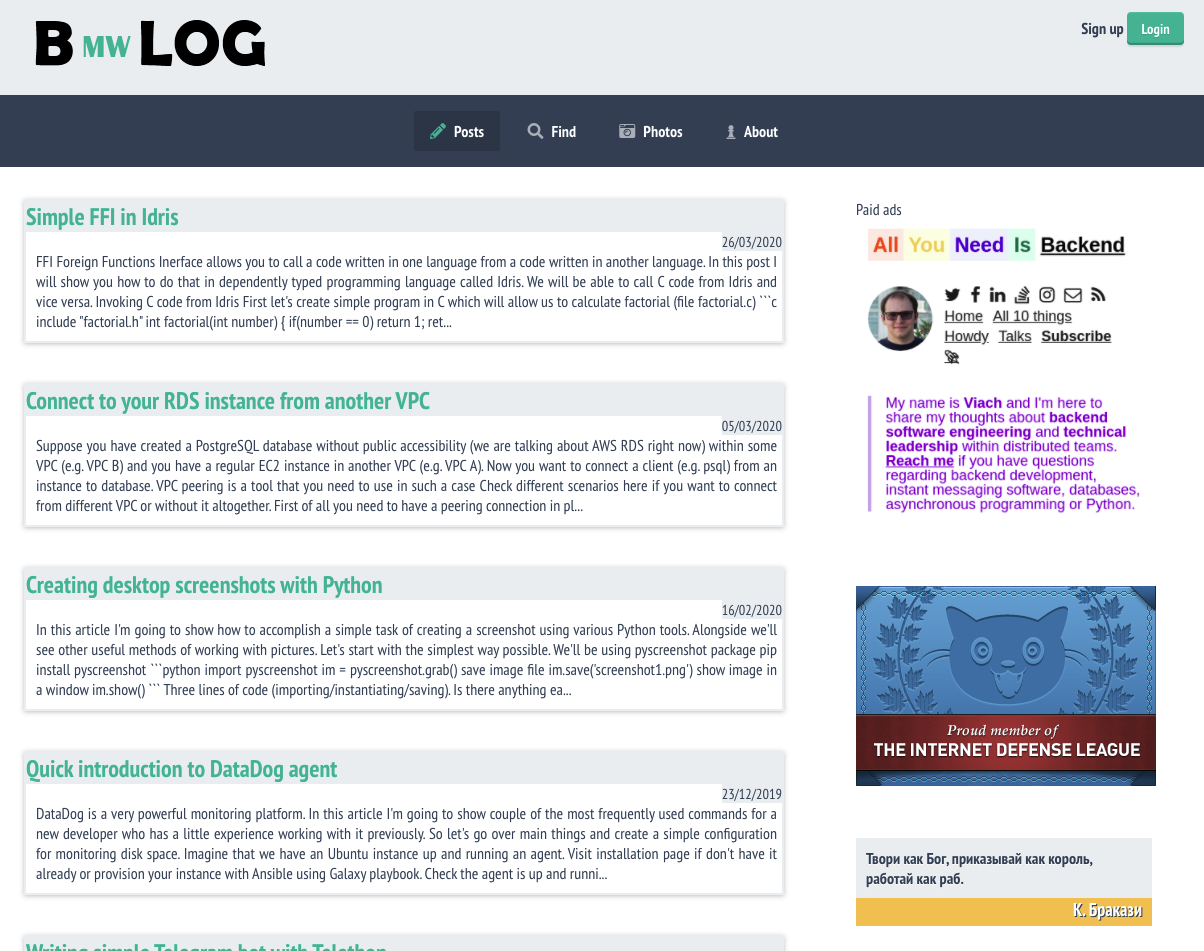 B MW LOG
Sign up Login
Posts Find Photos About
Simple FFI in Idris
26/03/2020
FFI Foreign Functions Inerface allows you to call a code written in one language from a code written in another language. In this post I
will show you how to do that in dependently typed programming language called Idris. We will be able to call C code from Idris and
vice versa. Invoking C code from Idris First let's create simple program in C which will allow us to calculate factorial (file factorial.c) ```c
include "factorial.h" int factorial(int number) { if(number == 0) return 1; ret...
Connect to your RDS instance from another VPC
05/03/2020
Suppose you have created a PostgreSQL database without public accessibility (we are talking about AWS RDS right now) within some
VPC (e.g. VPC B) and you have a regular EC2 instance in another VPC (e.g. VPC A). Now you want to connect a client (e.g. psql) from an
instance to database. VPC peering is a tool that you need to use in such a case Check different scenarios here if you want to connect
from different VPC or without it altogether. First of all you need to have a peering connection in pl...
Creating desktop screenshots with Python
16/02/2020
In this article I'm going to show how to accomplish a simple task of creating a screenshot using various Python tools. Alongside we'll
see other useful methods of working with pictures. Let's start with the simplest way possible. We'll be using pyscreenshot package pip
install pyscreenshot ```python import pyscreenshot im = pyscreenshot.grab() save image file im.save('screenshot1.png') show image in
a window im.show() ``` Three lines of code (importing/instantiating/saving). Is there anything ea...
Quick introduction to DataDog agent
23/12/2019
DataDog is a very powerful monitoring platform. In this article I'm going to show couple of the most frequently used commands for a
new developer who has a little experience working with it previously. So let's go over main things and create a simple configuration
for monitoring disk space. Imagine that we have an Ubuntu instance up and running an agent. Visit installation page if don't have it
already or provision your instance with Ansible using Galaxy playbook. Check the agent is up and runni...
Writing simple Telegram bot with Telethon
Paid ads
All You Need Is Backend
Home All 10 things
Howdy Talks Subscribe
My name is Viach and I'm here to
share my thoughts about backend
software engineering and technical
leadership within distributed teams.
Reach me if you have questions
regarding backend development,
instant messaging software, databases,
asynchronous programming or Python.
Proud member of
THE INTERNET DEFENSE LEAGUE
Твори как Бог, приказывай как король,
работай как раб.
К. Бракази